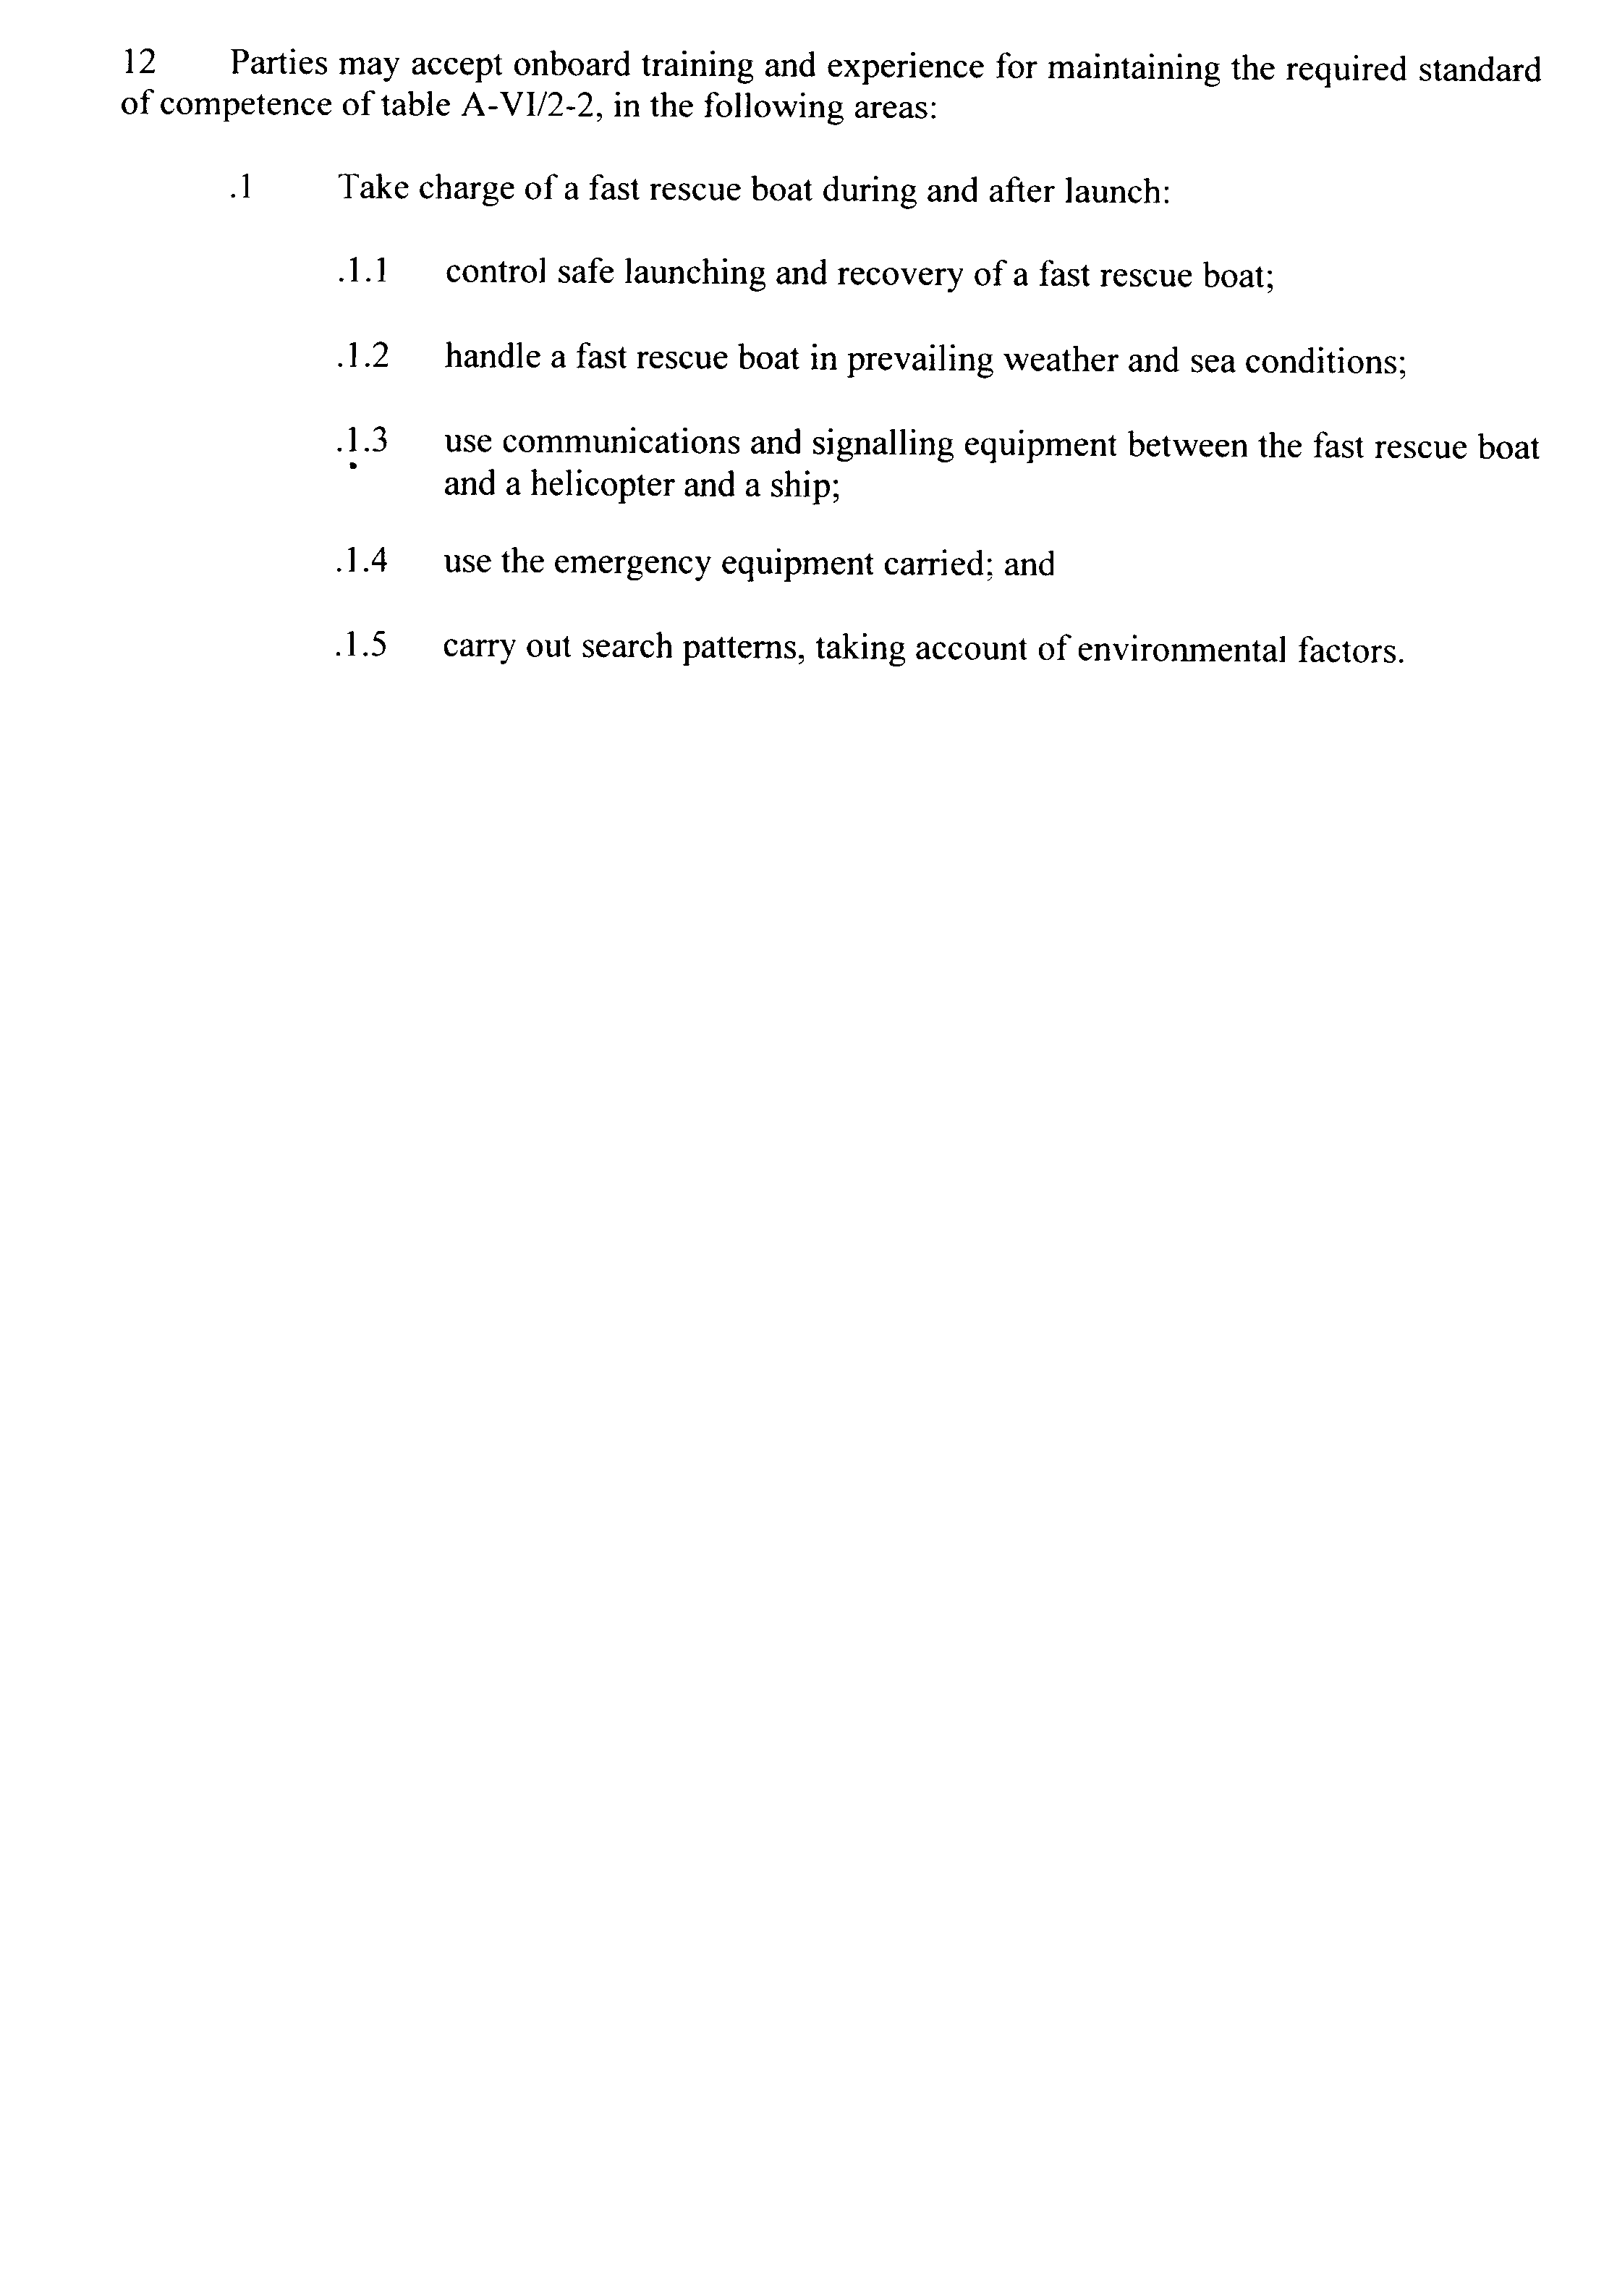 12 Parties may accept onboard training and experience for maintaining the required standard
of competence of table A-VI/2-2, in the following areas:
.1 Take charge of a fast rescue boat during and after launch:
.1.1 control safe launching and recovery of a fast rescue boat;
.1.2 handle a fast rescue boat in prevailing weather and sea conditions;
.1.3 use communications and signalling equipment between the fast rescue boat
and a helicopter and a ship;
.1.4 use the emergency equipment carried; and
.1.5 carry out search patterns, taking account of environmental factors.